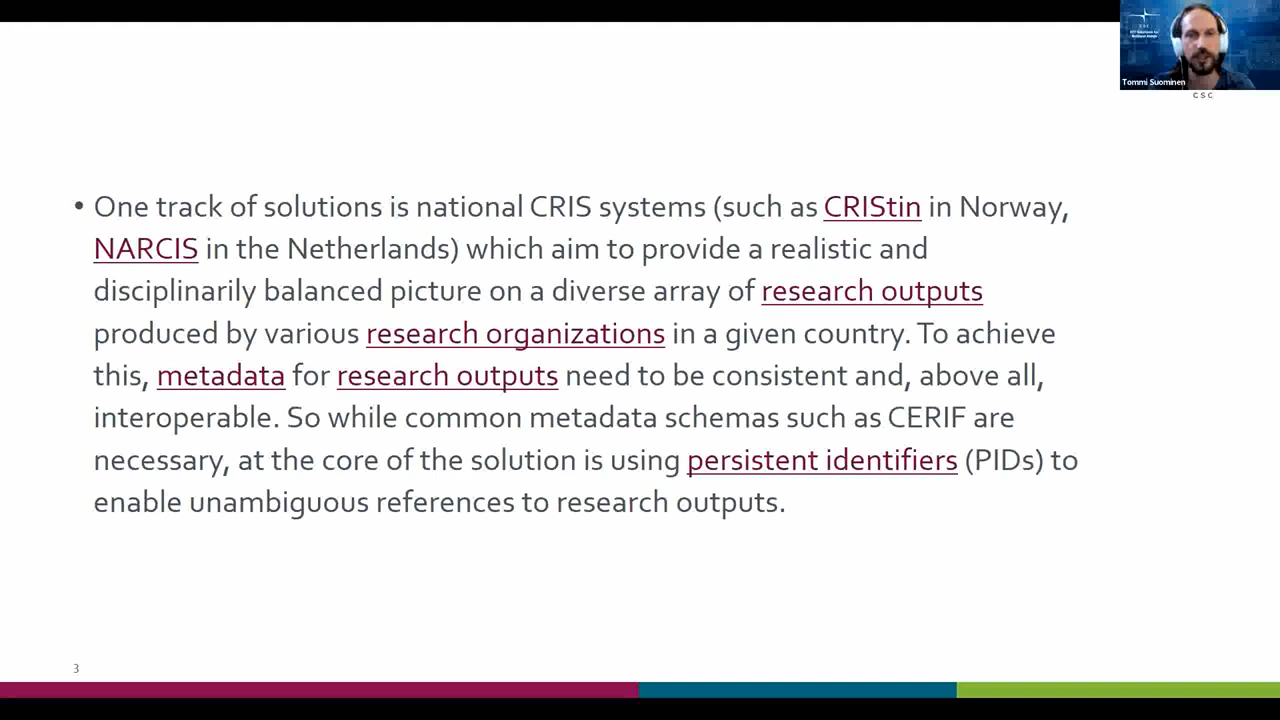 Tommi Suominen
CSC
• One track of solutions is national CRIS systems (such as CRIStin in Norway,
NARCIS in the Netherlands) which aim to provide a realistic and
disciplinarily balanced picture on a diverse array of research outputs
produced by various research organizations in a given country. To achieve
this, metadata for research outputs need to be consistent and, above all,
interoperable. So while common metadata schemas such as CERIF are
necessary, at the core of the solution is using persistent identifiers (PIDs) to
enable unambiguous references to research outputs.
3